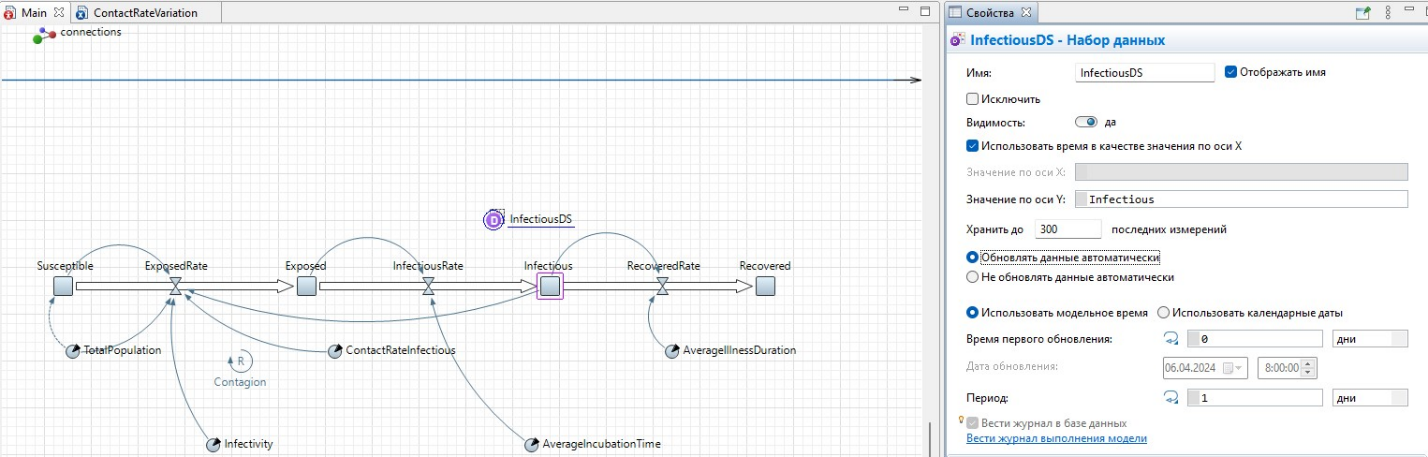 Main
ContactRateVariation
connections
InfectiousDS
Susceptible
ExposedRate
Exposed
InfectiousRate
Infectious
RecoveredRate
Recovered
TotalPopulation
ContactRateInfectious
AverageIllnessDuration
R
Contagion
Infectivity
AverageIncubationTime
Свойства
InfectiousDS - Набор данных
Имя: InfectiousDS Отображать имя
Исключить
Видимость: да
Использовать время в качестве значения по оси X
Значение по оси X:
Значение по оси Y: Infectious
Хранить до 300 последних измерений
Обновлять данные автоматически
Не обновлять данные автоматически
Использовать модельное время Использовать календарные даты
Время первого обновления: 0 дни
Дата обновления: 06.04.2024 8:00:00
Период: 1 дни
Вести журнал в базе данных
Вести журнал выполнения модели